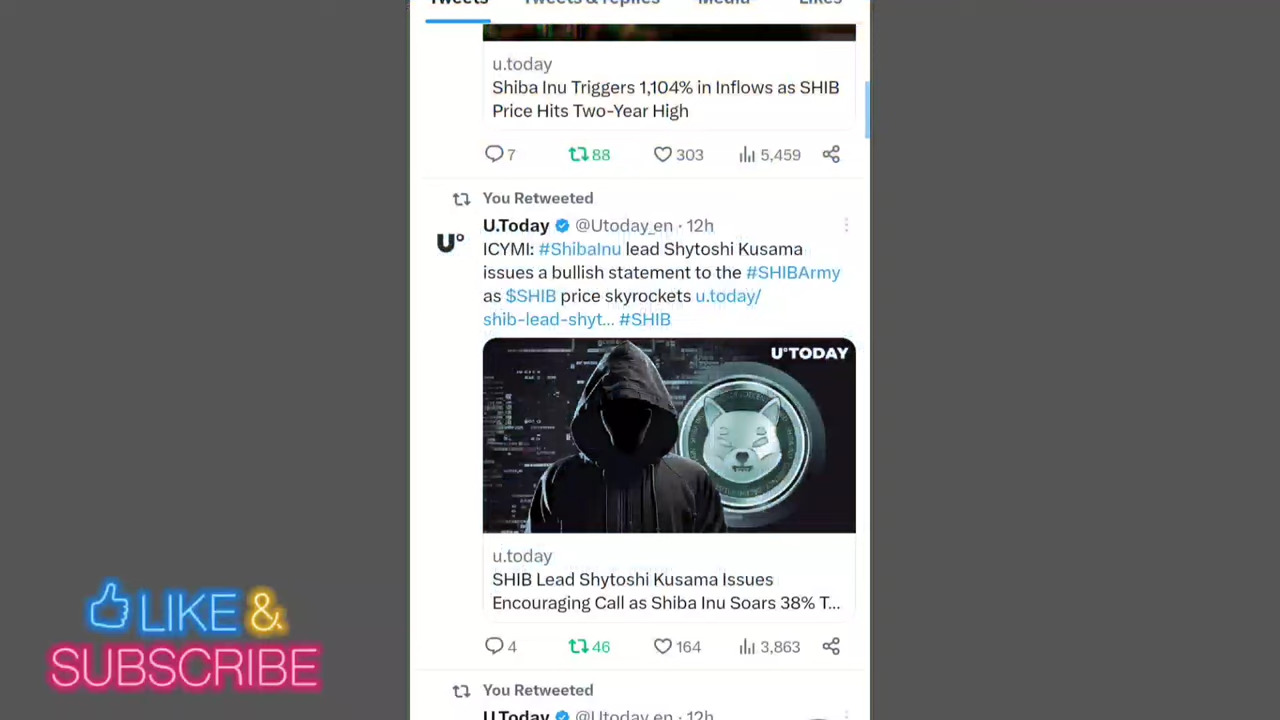 Tweets Tweets & replies Media Likes
u.today
Shiba Inu Triggers 1,104% in Inflows as SHIB
Price Hits Two-Year High
7 88 303 5,459
You Retweeted
U.Today @Utoday_en · 12h
U°
ICYMI: #ShibaInu lead Shytoshi Kusama
issues a bullish statement to the #SHIBArmy
as $SHIB price skyrockets u.today/
shib-lead-shyt... #SHIB
U°TODAY
u.today
SHIB Lead Shytoshi Kusama Issues
Encouraging Call as Shiba Inu Soars 38% T...
4 46 164 3,863
You Retweeted
U.Today @Utoday_en · 12h
LIKE &
SUBSCRIBE